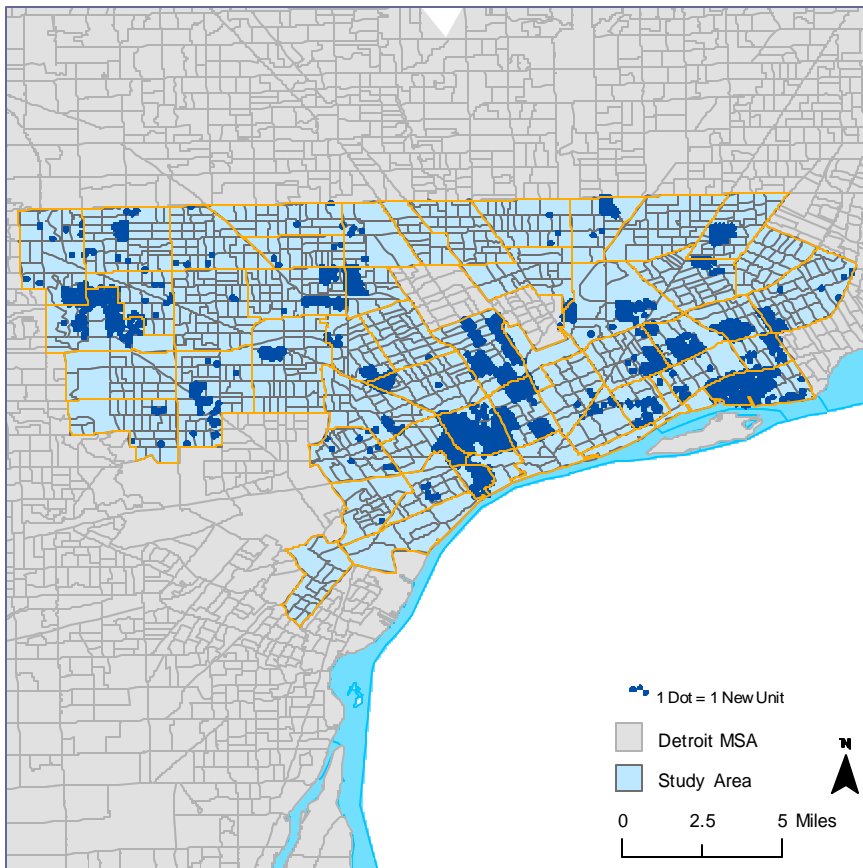 1 Dot = 1 New Unit
Detroit MSA
Study Area
N
0 2.5 5 Miles